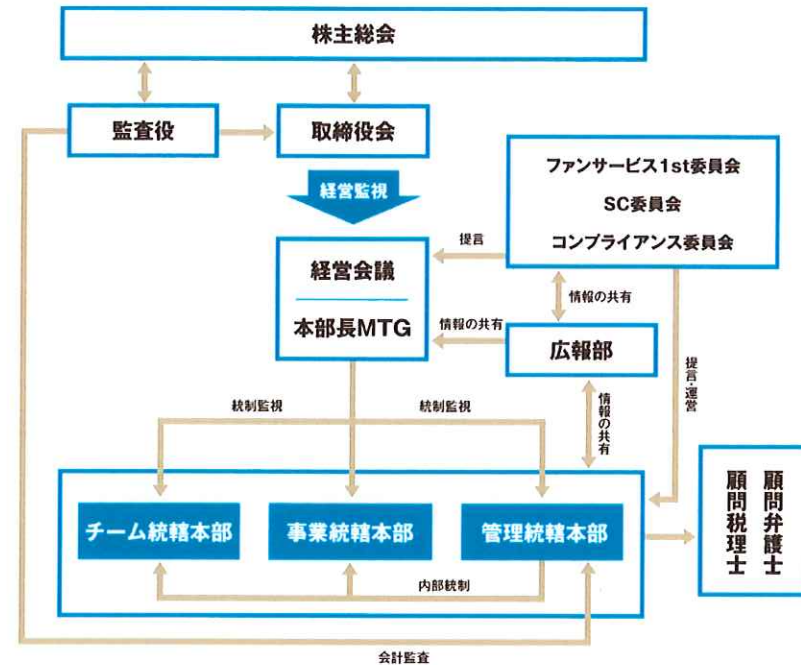 株主総会
監査役
取締役会
経営監視
ファンサービス1st委員会
SC委員会
コンプライアンス委員会
提言
経営会議
本部長MTG
情報の共有
情報の共有
広報部
提言・運営
情報の共有
統制監視
統制監視
チーム統轄本部
事業統轄本部
管理統轄本部
顧問弁護士
顧問税理士
内部統制
会計監査